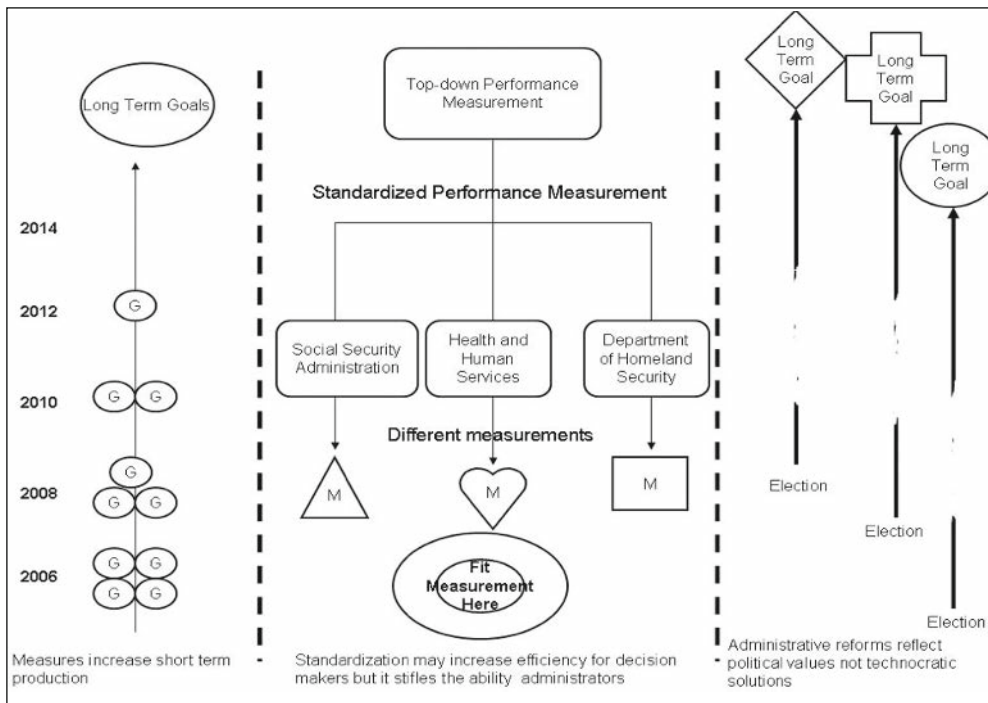 Long Term Goals
2014
2012
G
2010
G G
G
2008
G G
2006
G G
G G
Measures increase short term
production
Top-down Performance
Measurement
Standardized Performance Measurement
Social Security
Administration
Health and
Human
Services
Department
of Homeland
Security
Different measurements
M
M
M
Fit
Measurement
Here
Standardization may increase efficiency for decision
makers but it stifles the ability administrators
Long
Term
Goal
Long
Term
Goal
Long
Term
Goal
Election
Election
Election
Administrative reforms reflect
political values not technocratic
solutions